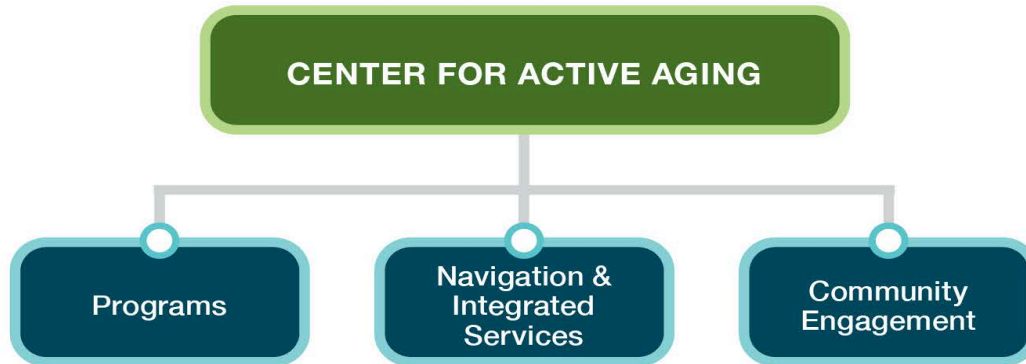 CENTER FOR ACTIVE AGING
Programs
Navigation &
Integrated
Services
Community
Engagement